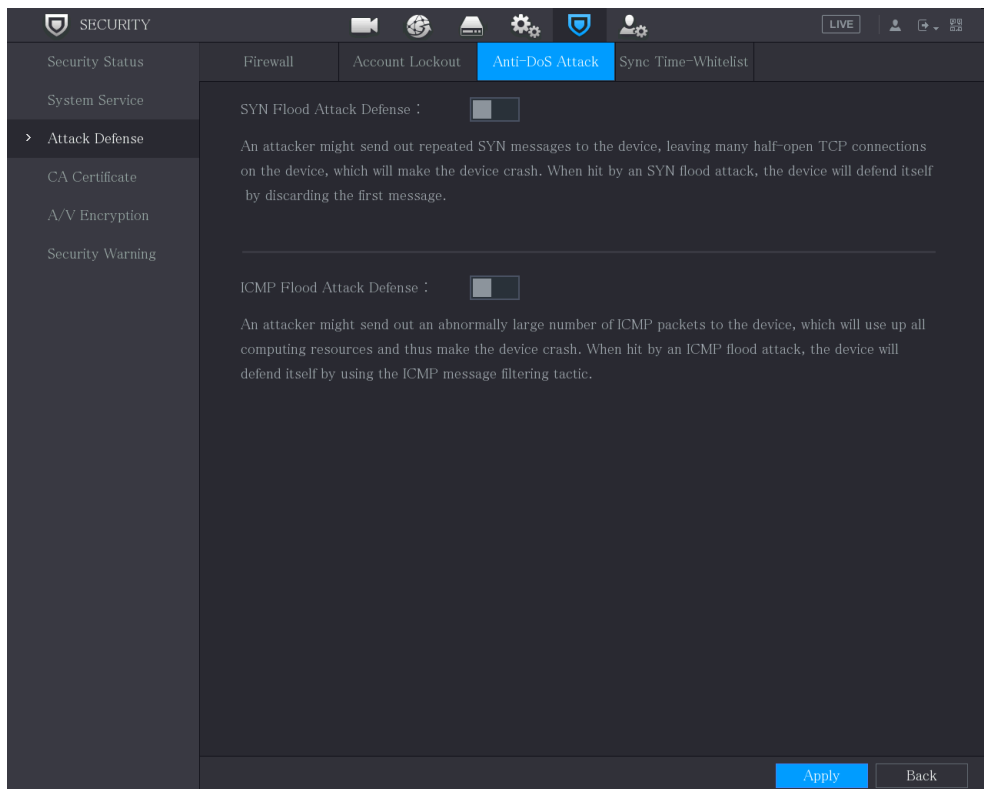 SECURITY
LIVE
Security Status
System Service
Attack Defense
CA Certificate
A/V Encryption
Security Warning
Firewall
Account Lockout
Anti-DoS Attack
Sync Time-Whitelist
SYN Flood Attack Defense :
An attacker might send out repeated SYN messages to the device, leaving many half-open TCP connections
on the device, which will make the device crash. When hit by an SYN flood attack, the device will defend itself
by discarding the first message.
ICMP Flood Attack Defense :
An attacker might send out an abnormally large number of ICMP packets to the device, which will use up all
computing resources and thus make the device crash. When hit by an ICMP flood attack, the device will
defend itself by using the ICMP message filtering tactic.
Apply
Back